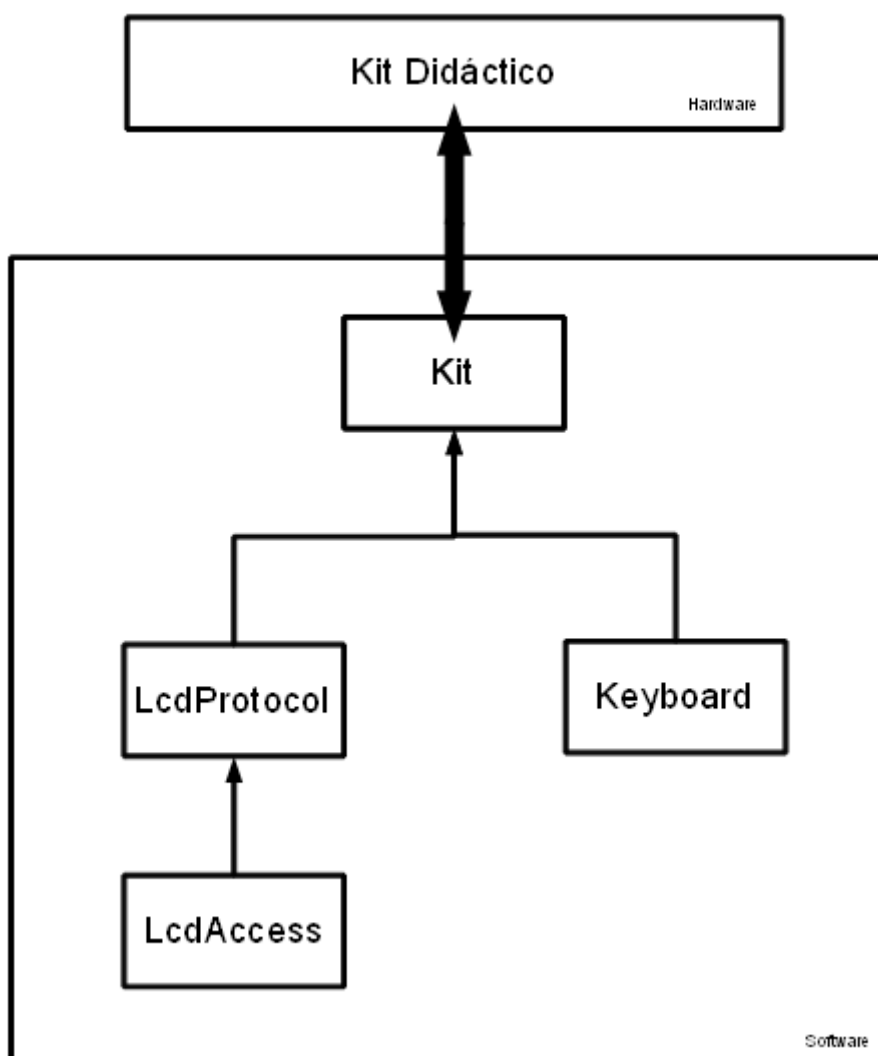 Kit Didáctico
Hardware
Kit
LcdProtocol
Keyboard
LcdAccess
Software